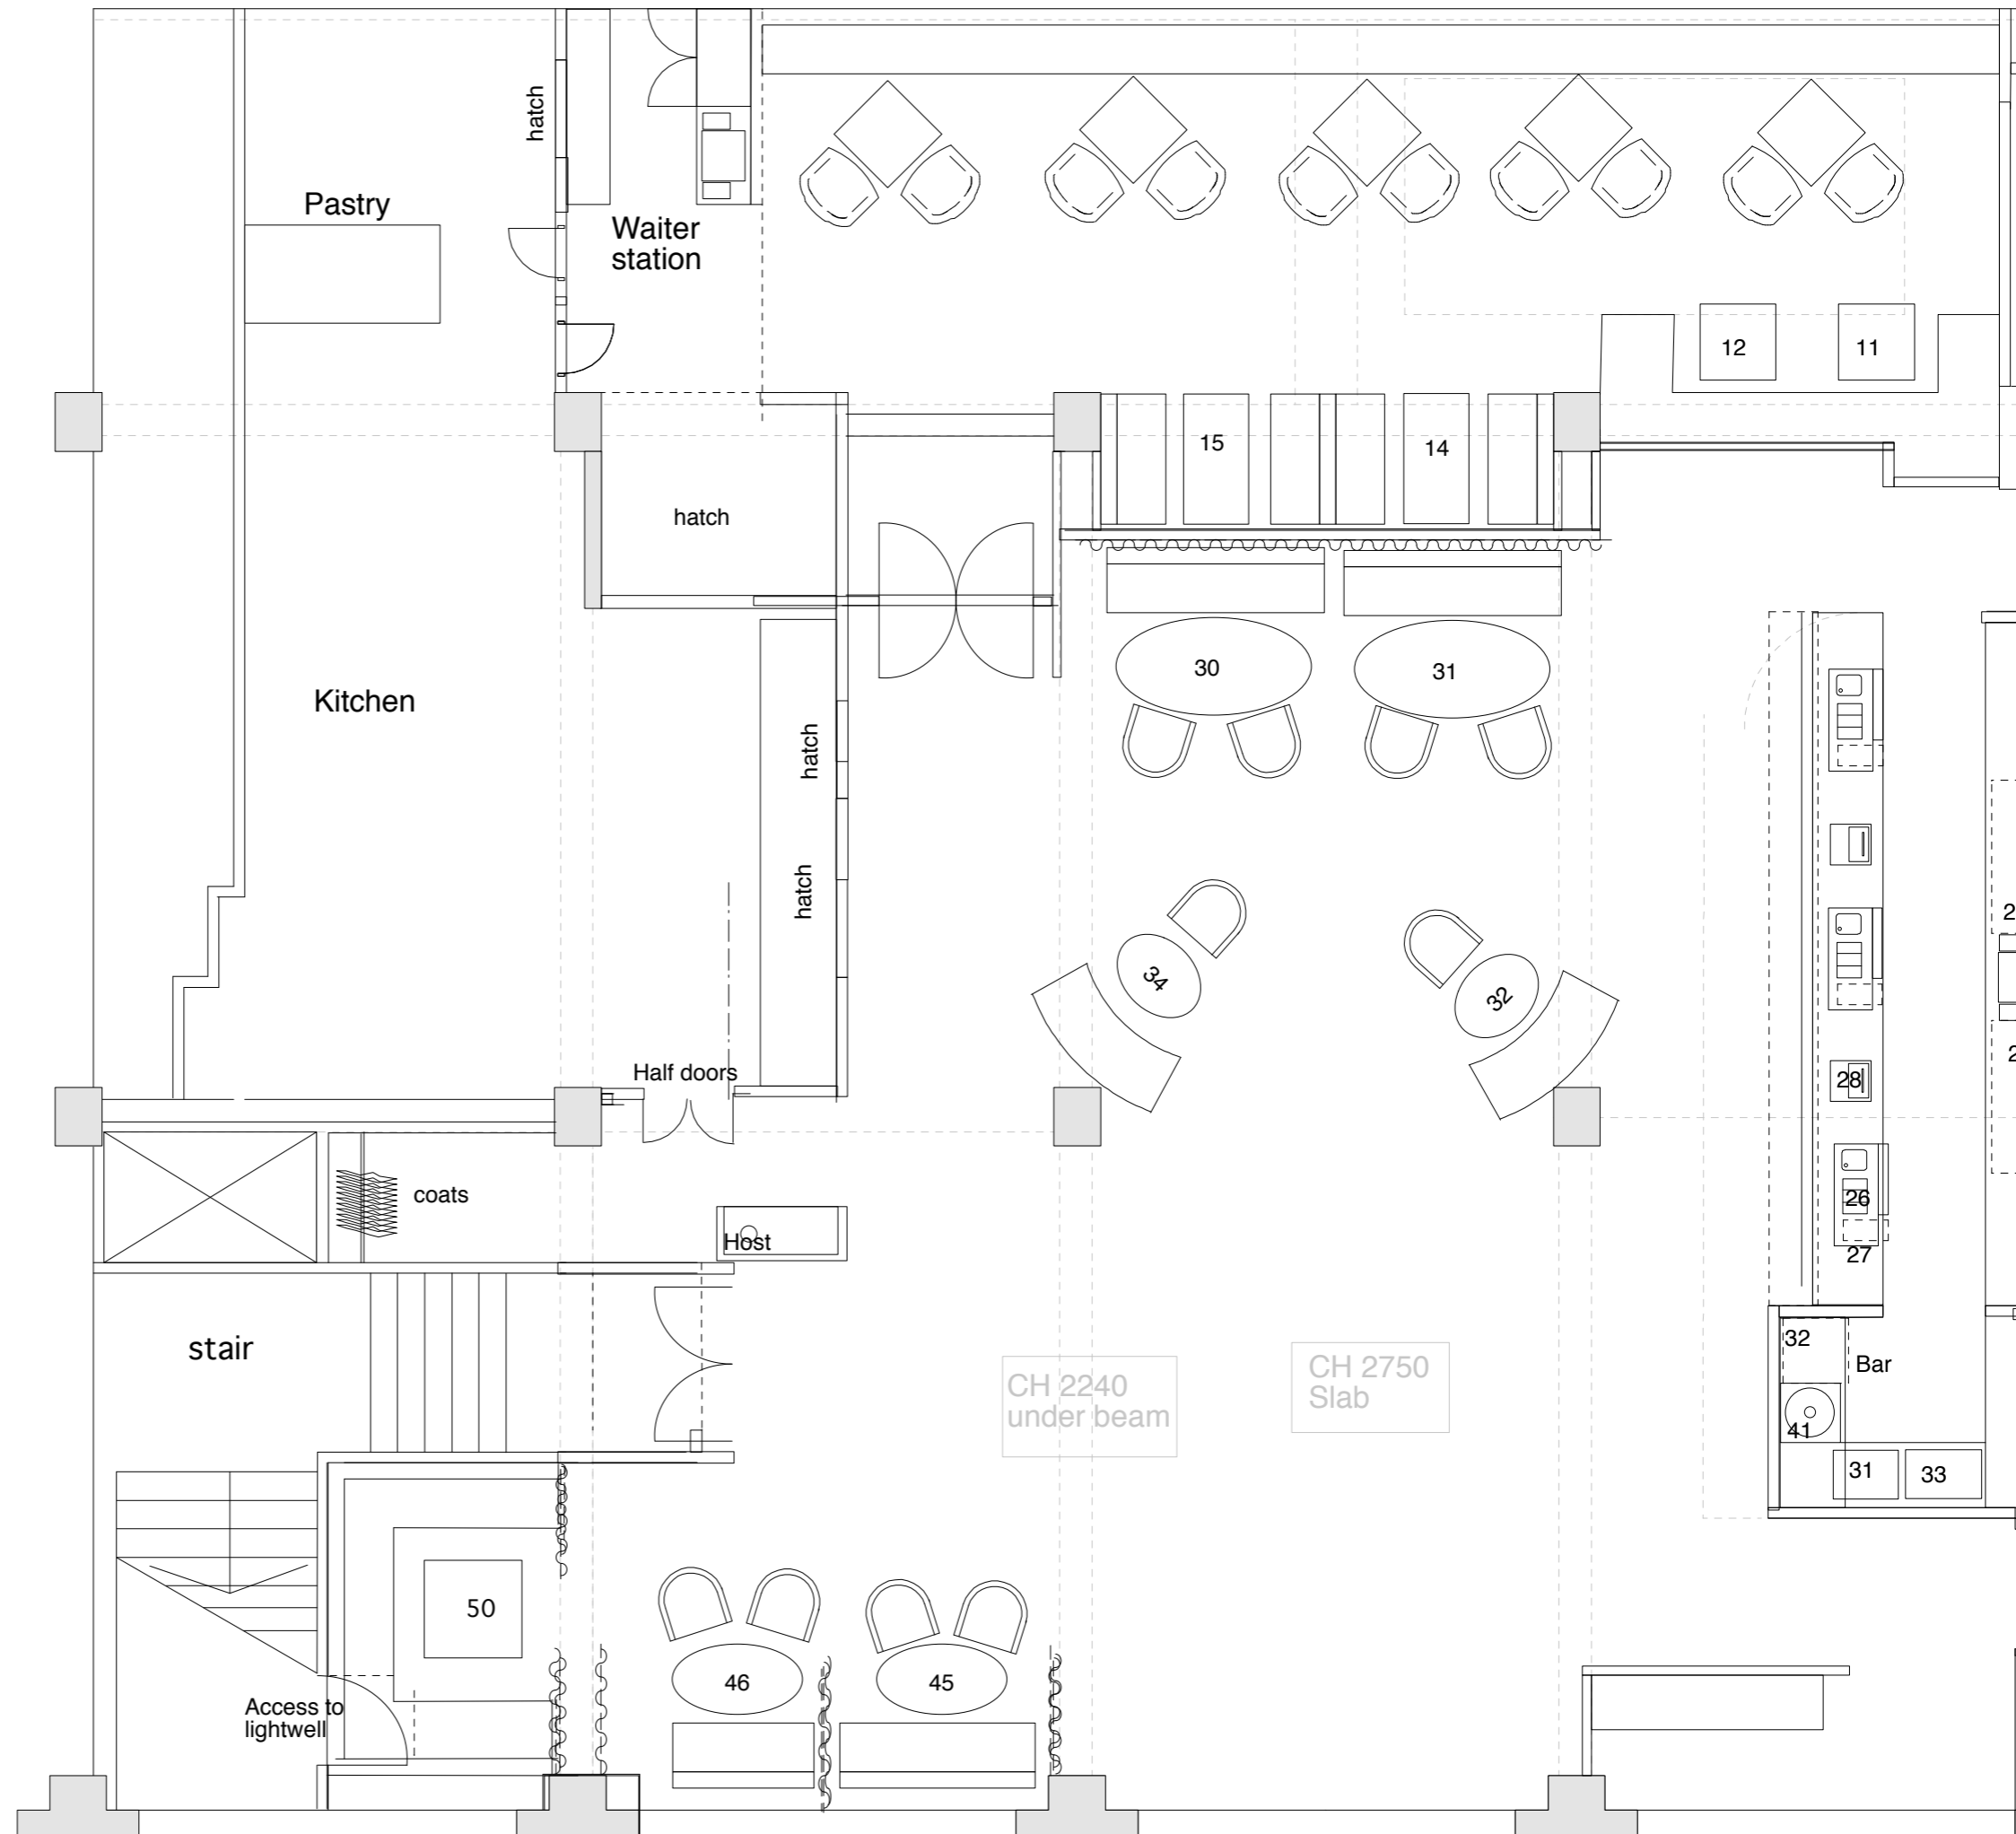 hatch
Pastry
Waiter
station
12
11
15
14
hatch
30
31
Kitchen
hatch
hatch
34
32
Half doors
28
coats
26
Host
27
stair
32
Bar
CH 2240
under beam
CH 2750
Slab
41
31
33
50
46
45
Access to
lightwell